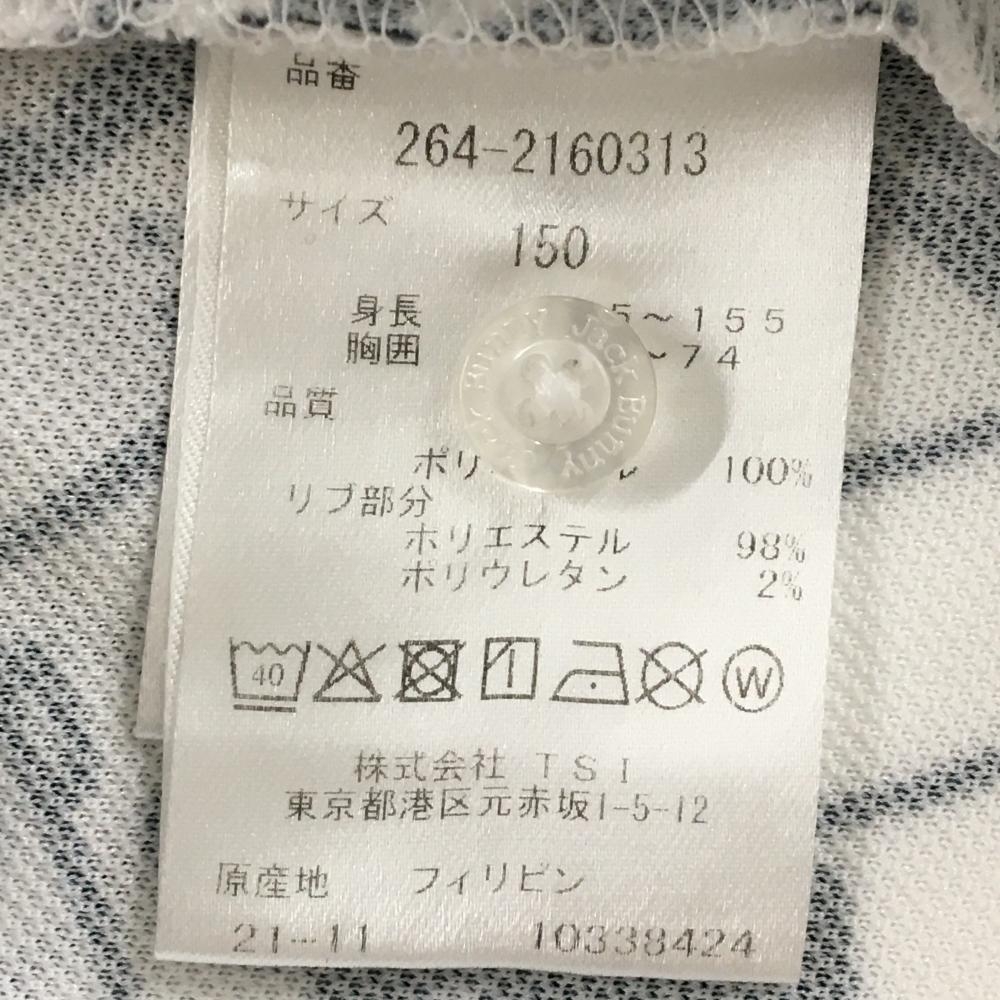 品番
264-2160313
サイズ
150
身長 5～155
胸囲 ～74
Jack Bunny
品質
100%
リブ部分
ポリエステル 98%
ポリウレタン 2%
40
W
株式会社 TSI
東京都港区元赤坂1-5-12
原産地 フィリピン
21-11 10338424